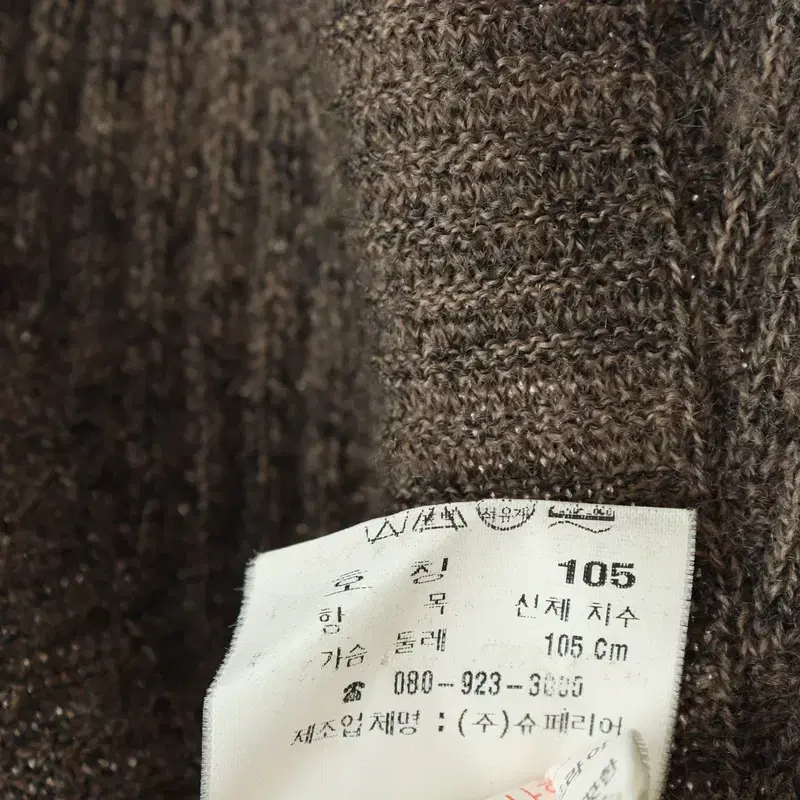 호 칭 105
항 목 신체 치수
가슴 둘레 105 Cm
☎ 080-923-3
제조업체명 : (주)슈페리어